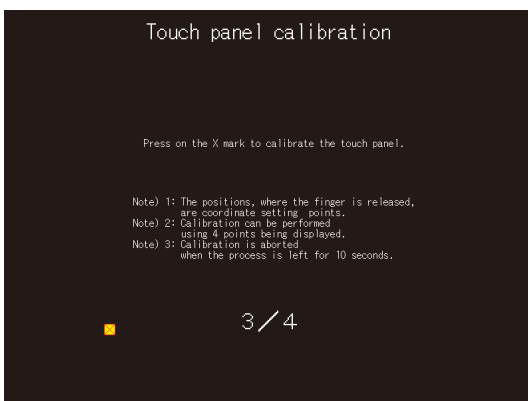 Touch panel calibration
Press on the X mark to calibrate the touch panel.
Note) 1: The positions, where the finger is released,
are coordinate setting points.
Note) 2: Calibration can be performed
using 4 points being displayed.
Note) 3: Calibration is aborted
when the process is left for 10 seconds.
3/4